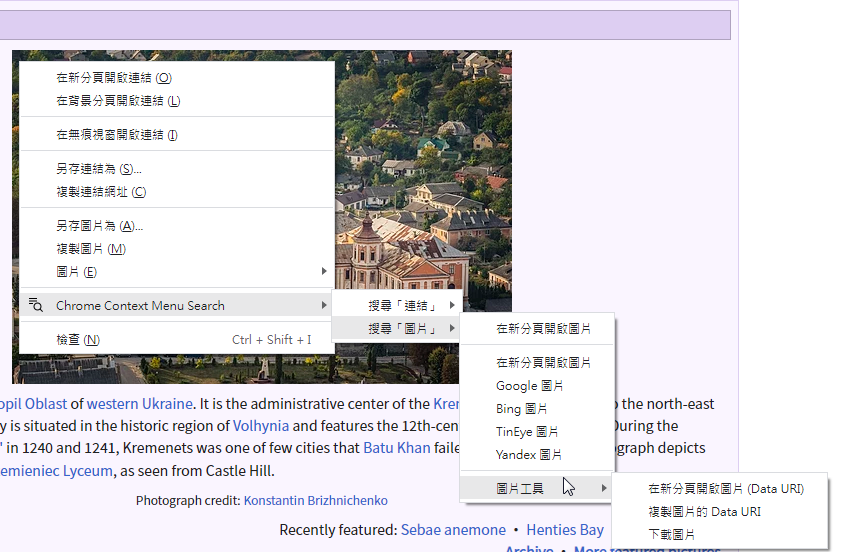 在新分頁開啟連結 (O)
在背景分頁開啟連結 (L)
在無痕視窗開啟連結 (I)
另存連結為 (S)...
複製連結網址 (C)
另存圖片為 (A)...
複製圖片 (M)
圖片 (E)
Chrome Context Menu Search
檢查 (N) Ctrl + Shift + I
搜尋「連結」
搜尋「圖片」
在新分頁開啟圖片
在新分頁開啟圖片
Google 圖片
Bing 圖片
TinEye 圖片
Yandex 圖片
圖片工具
在新分頁開啟圖片 (Data URI)
複製圖片的 Data URI
下載圖片
opil Oblast of western Ukraine. It is the administrative center of the Kre the north-east
y is situated in the historic region of Volhynia and features the 12th-cen During the
" in 1240 and 1241, Kremenets was one of few cities that Batu Khan faile ograph depicts
emieniec Lyceum, as seen from Castle Hill.
Photograph credit: Konstantin Brizhnichenko
Recently featured: Sebae anemone • Henties Bay
Archive • More featured pictures